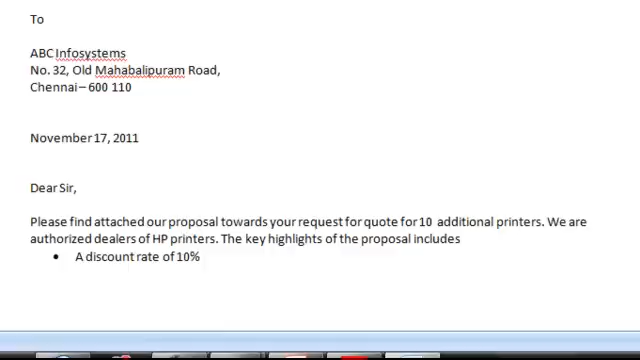 To
ABC Infosystems
No. 32, Old Mahabalipuram Road,
Chennai – 600 110
November 17, 2011
Dear Sir,
Please find attached our proposal towards your request for quote for 10  additional printers. We are
authorized dealers of HP printers. The key highlights of the proposal includes
• A discount rate of 10%